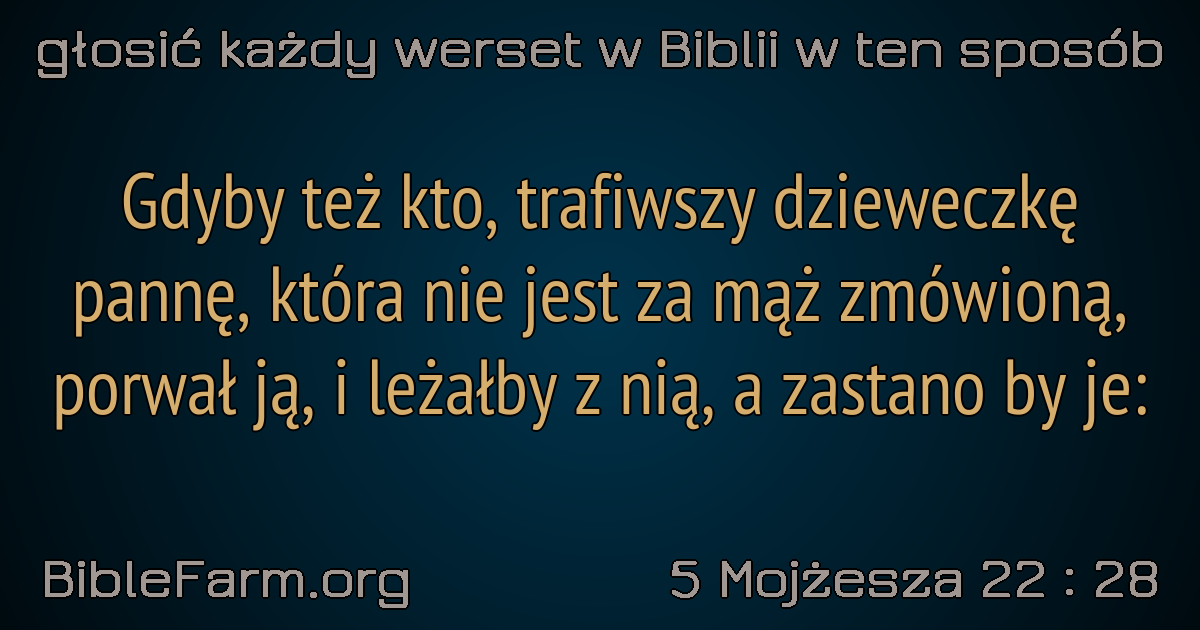 głosić każdy werset w Biblii w ten sposób
Gdyby też kto, trafiwszy dzieweczkę
pannę, która nie jest za mąż zmówioną,
porwał ją, i leżałby z nią, a zastano by je:
BibleFarm.org
5 Mojżesza 22 : 28